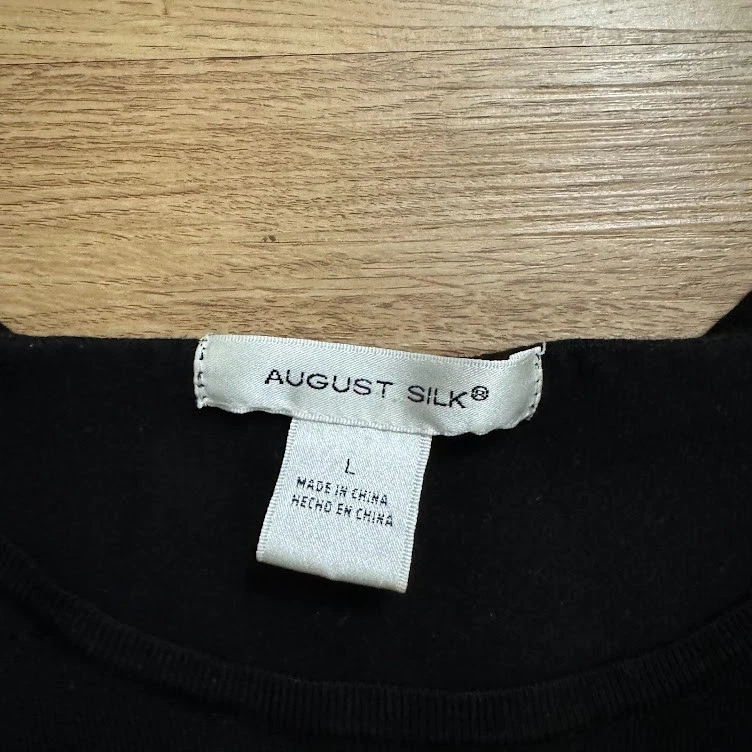 AUGUST SILK®
L
MADE IN CHINA
HECHO EN CHINA